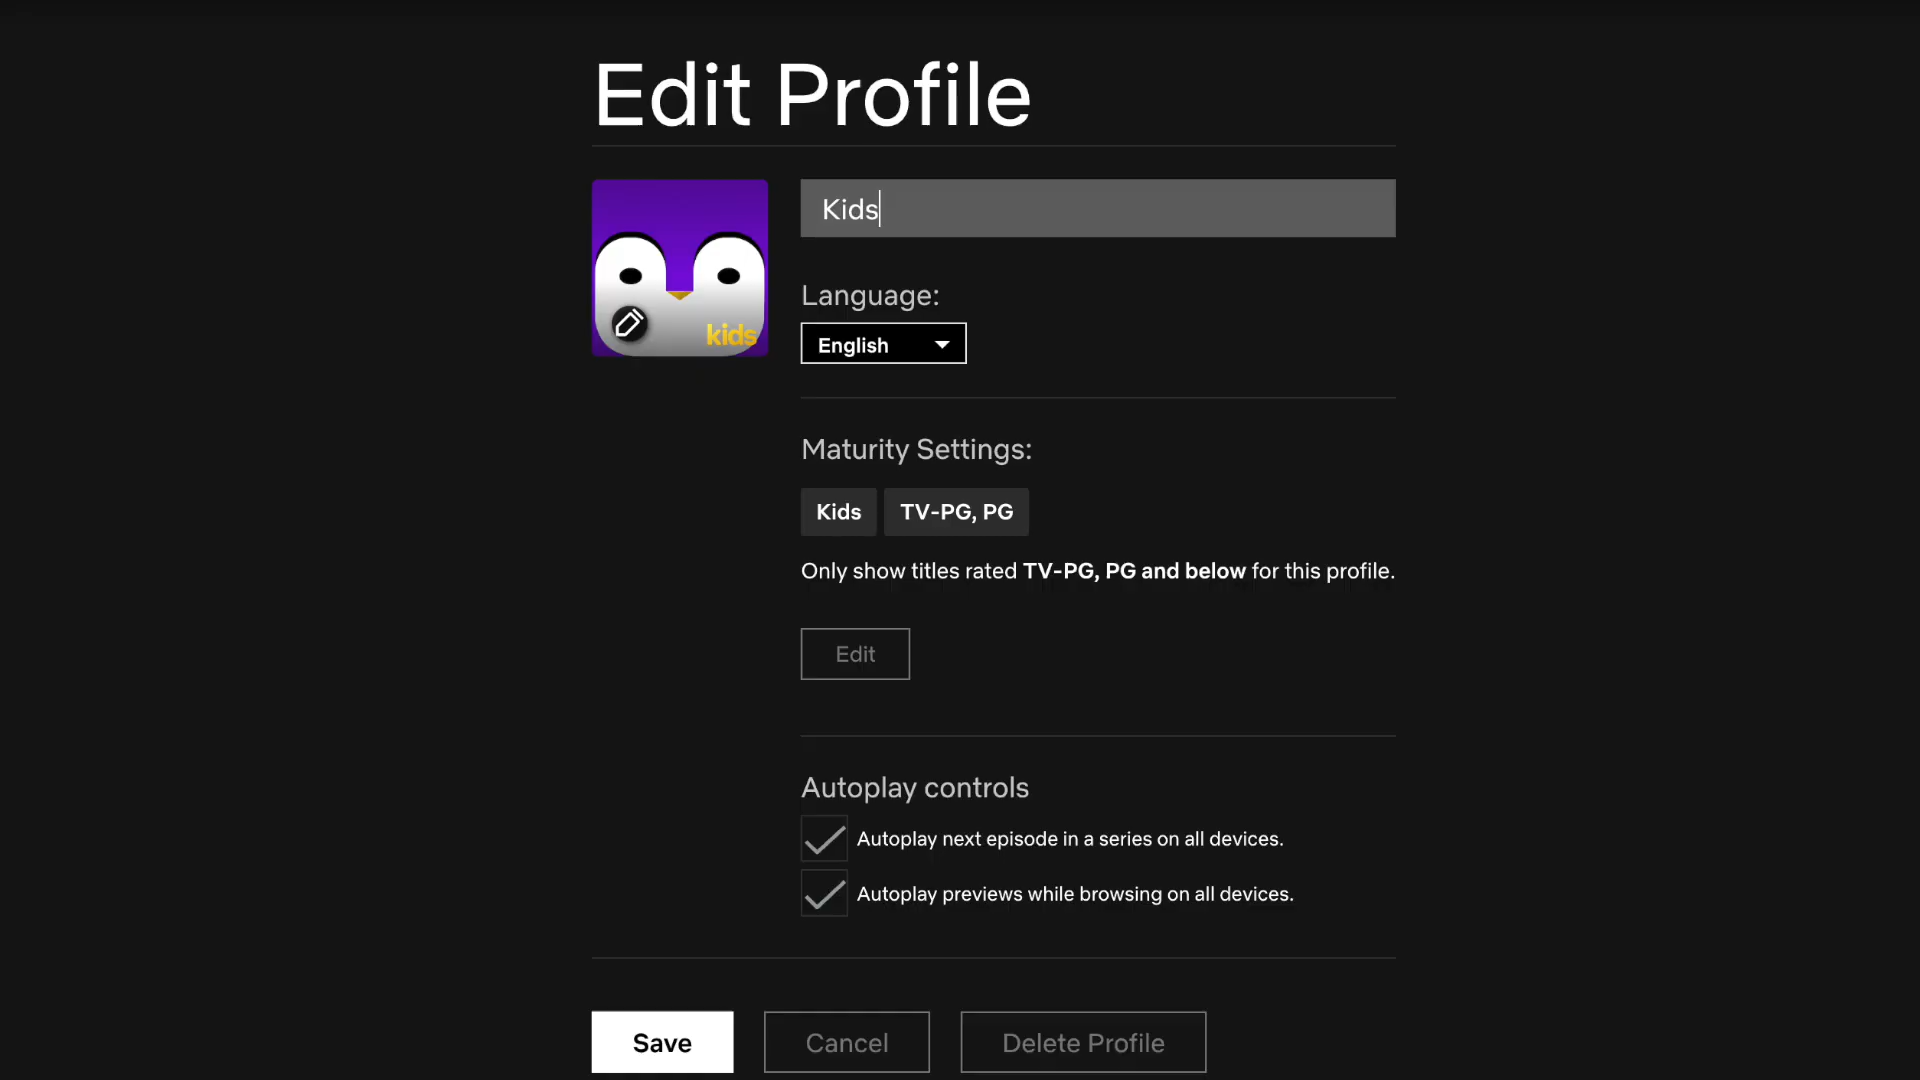 Edit Profile
Kids
kids
Language:
English
Maturity Settings:
Kids TV-PG, PG
Only show titles rated TV-PG, PG and below for this profile.
Edit
Autoplay controls
Autoplay next episode in a series on all devices.
Autoplay previews while browsing on all devices.
Save Cancel Delete Profile